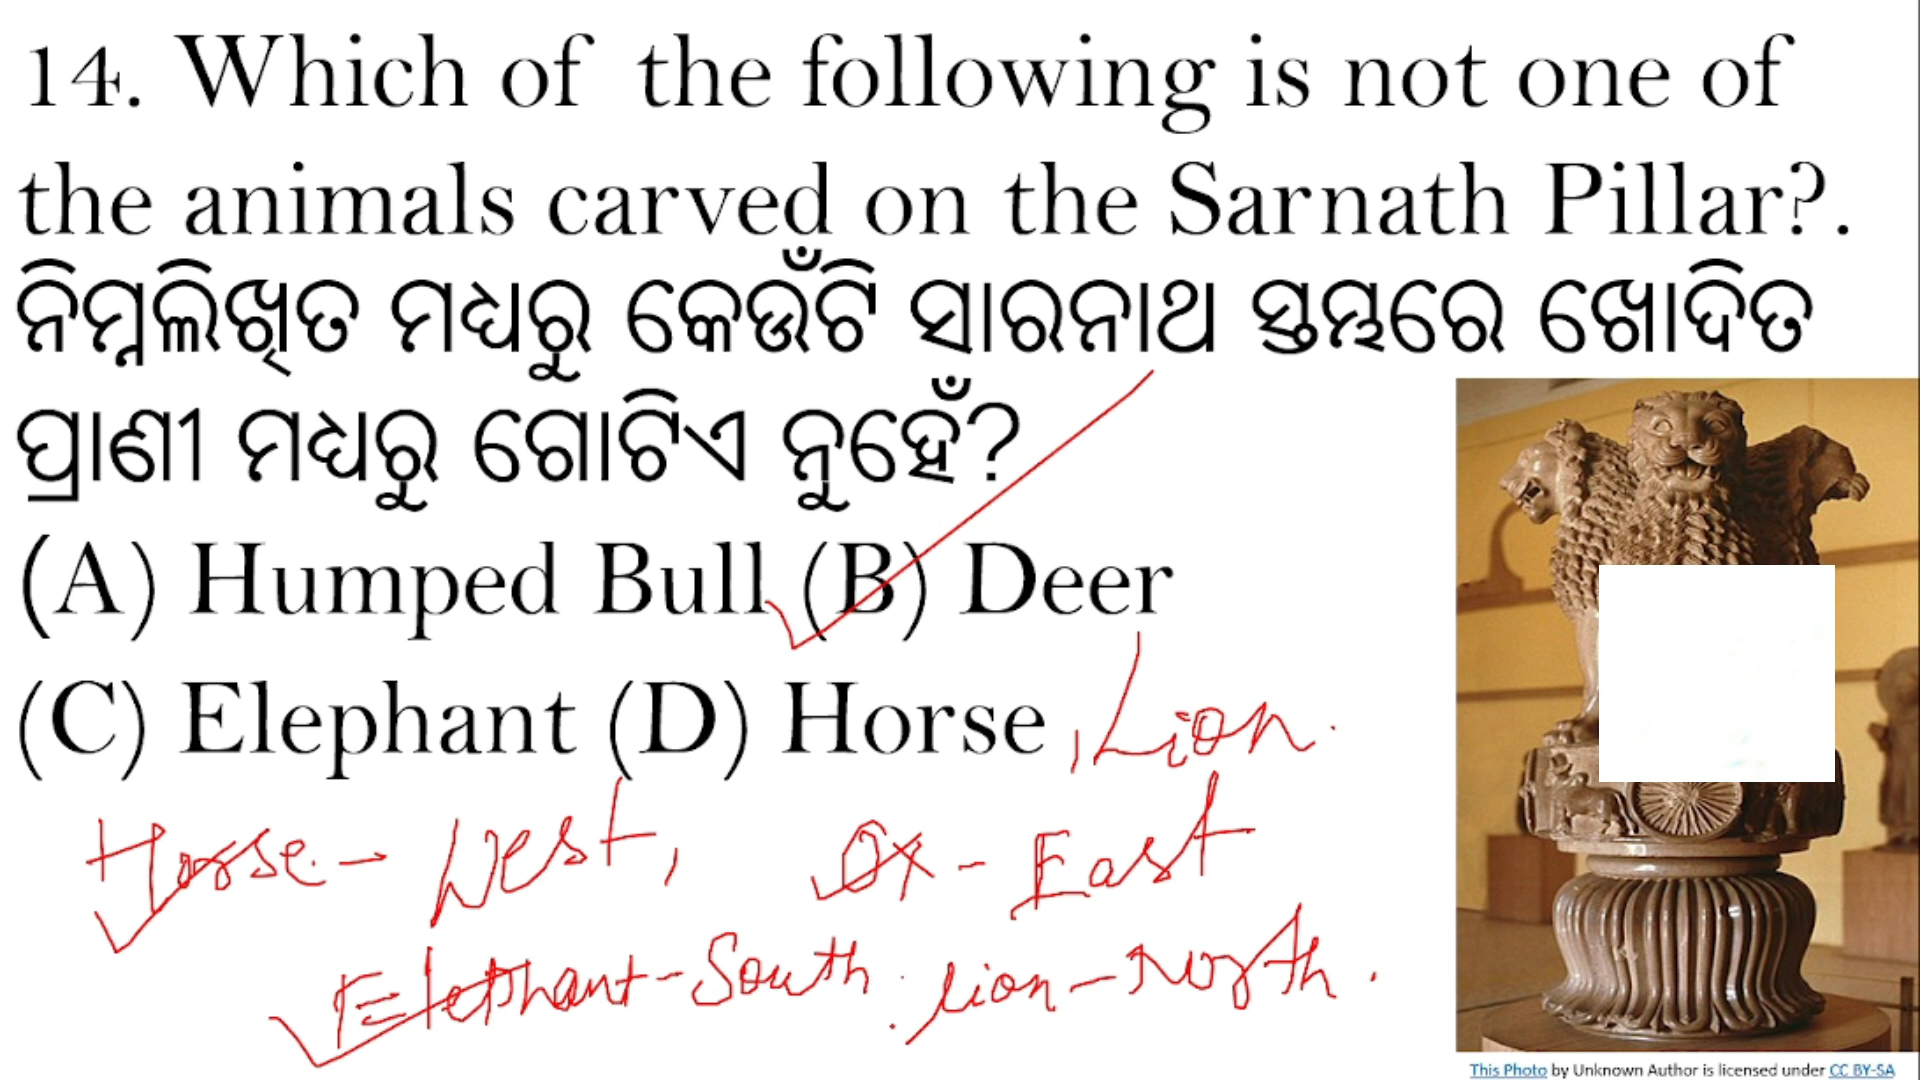 14. Which of the following is not one of
the animals carved on the Sarnath Pillar?.
ନିମ୍ନଲିଖିତ ମଧ୍ୟରୁ କେଉଁଟି ସାରନାଥ ସ୍ତମ୍ଭରେ ଖୋଦିତ
ପ୍ରାଣୀ ମଧ୍ୟରୁ ଗୋଟିଏ ନୁହେଁ?
(A) Humped Bull (B) Deer
(C) Elephant (D) Horse , Lion.
Horse - West, Ox - East
Elephant - South. lion - North.
This Photo by Unknown Author is licensed under CC BY-SA